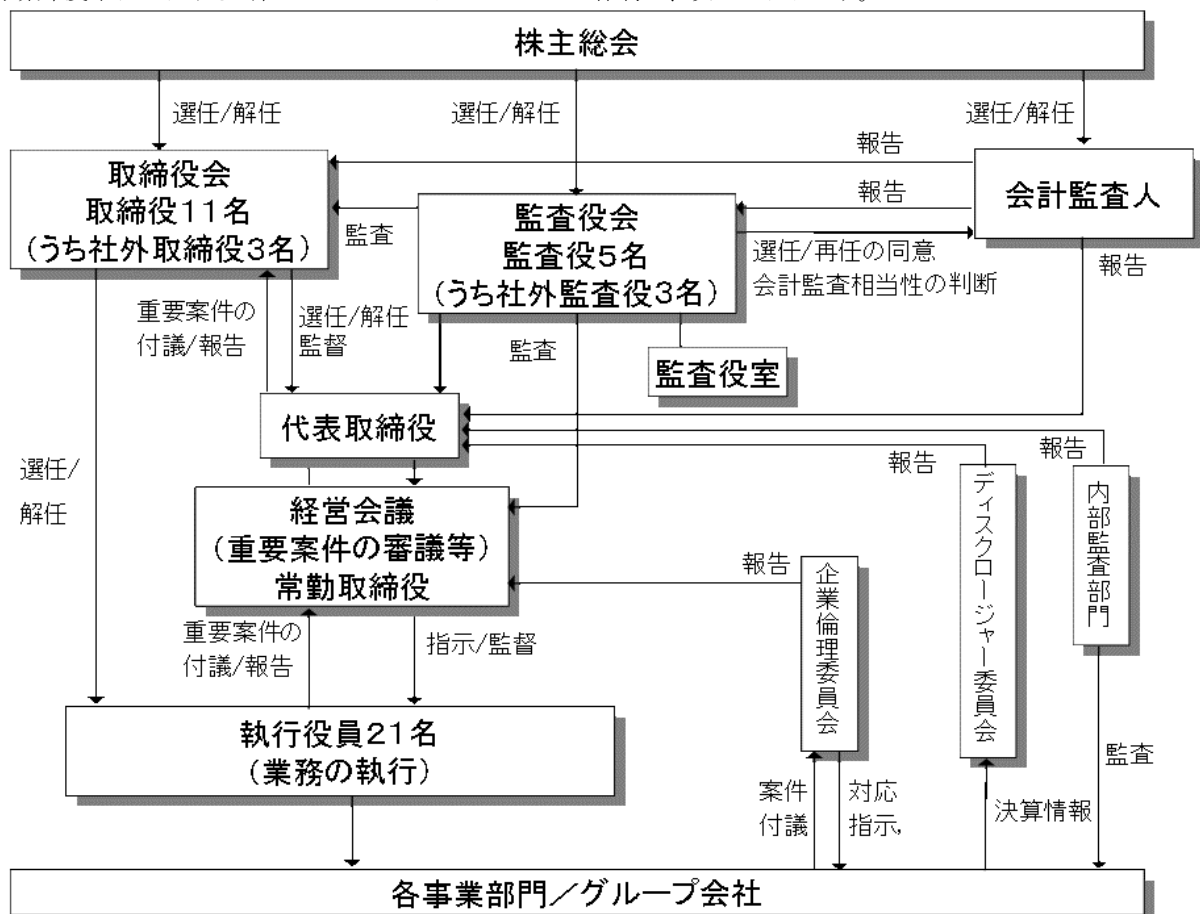 株主総会
選任/解任
選任/解任
選任/解任
取締役会
取締役11名
(うち社外取締役3名)
監査
監査役会
監査役5名
(うち社外監査役3名)
報告
報告
会計監査人
選任/再任の同意
会計監査相当性の判断
報告
重要案件の
付議/報告
選任/解任
監督
監査
監査役室
代表取締役
選任/
解任
報告
報告
経営会議
(重要案件の審議等)
常勤取締役
報告
企業倫理委員会
ディスクロージャー委員会
内部監査部門
重要案件の
付議/報告
指示/監督
執行役員21名
(業務の執行)
案件
付議
対応
指示,
決算情報
監査
各事業部門/グループ会社